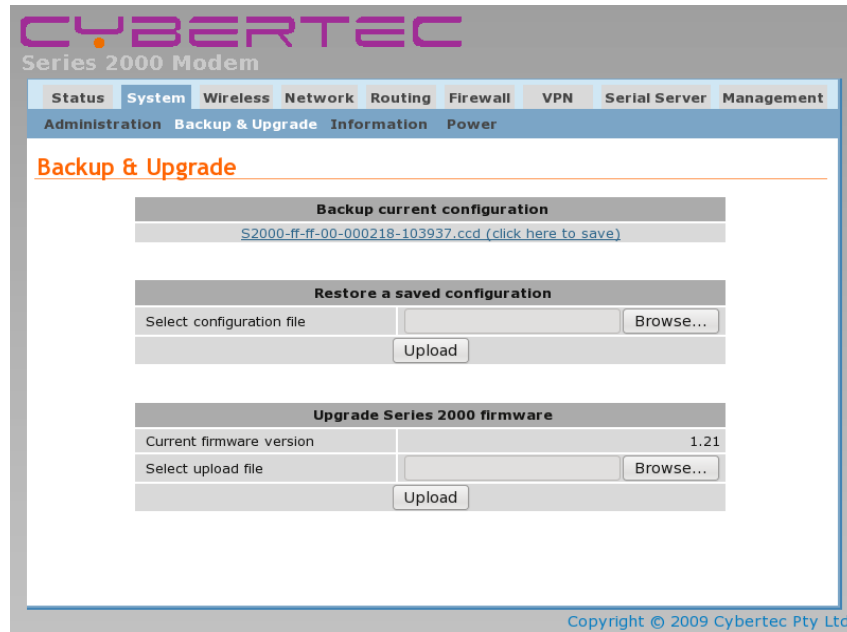 CYBERTEC
Series 2000 Modem
Status System Wireless Network Routing Firewall VPN Serial Server Management
Administration Backup & Upgrade Information Power
Backup & Upgrade
Backup current configuration
S2000-ff-ff-00-000218-103937.ccd (click here to save)
Restore a saved configuration
Select configuration file Browse...
Upload
Upgrade Series 2000 firmware
Current firmware version 1.21
Select upload file Browse...
Upload
Copyright © 2009 Cybertec Pty Ltd